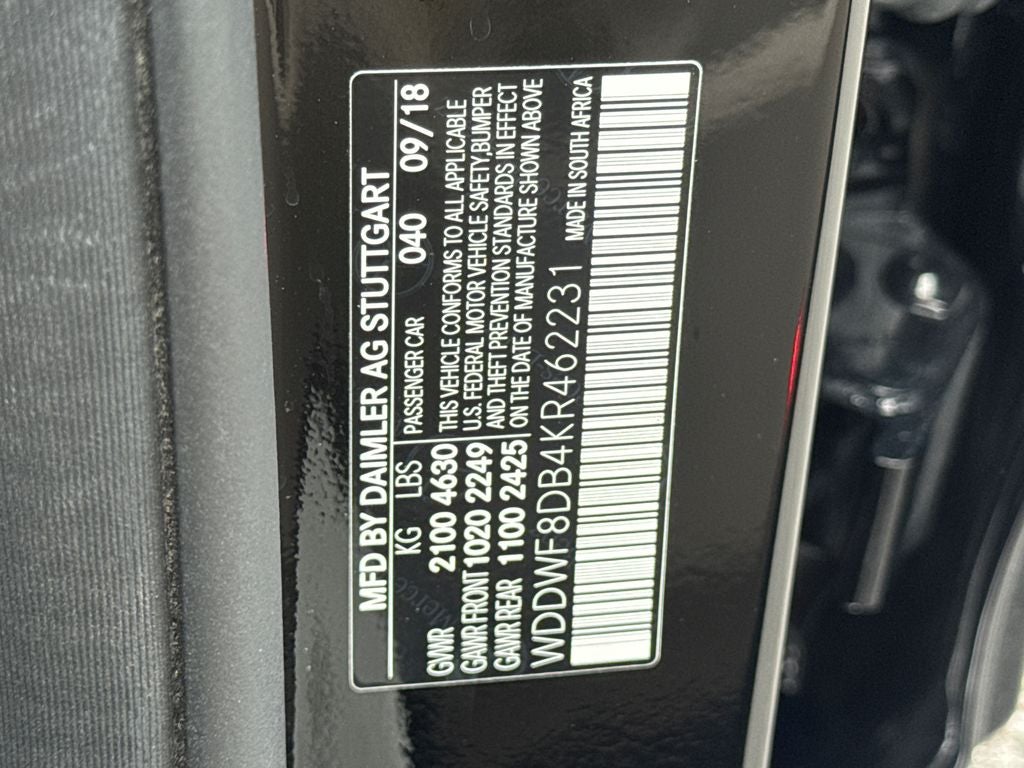 MFD BY DAIMLER AG STUTTGART
KG LBS PASSENGER CAR 040 09/18
GVWR 2100 4630 THIS VEHICLE CONFORMS TO ALL APPLICABLE
GAWR FRONT 1020 2249 U.S. FEDERAL MOTOR VEHICLE SAFETY,BUMPER
GAWR REAR 1100 2425 AND THEFT PREVENTION STANDARDS IN EFFECT
ON THE DATE OF MANUFACTURE SHOWN ABOVE
WDDWF8DB4KR462231 MADE IN SOUTH AFRICA